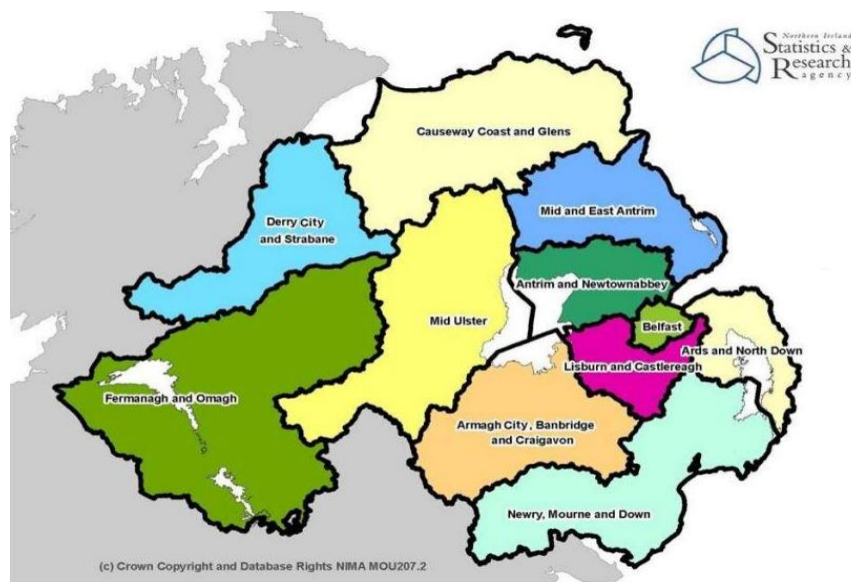 Northern Ireland
Statistics &
Research
agency
Causeway Coast and Glens
Derry City
and Strabane
Mid and East Antrim
Antrim and Newtownabbey
Mid Ulster
Belfast
Ards and North Down
Lisburn and Castlereagh
Fermanagh and Omagh
Armagh City, Banbridge
and Craigavon
Newry, Mourne and Down
(c) Crown Copyright and Database Rights NIMA MOU207.2